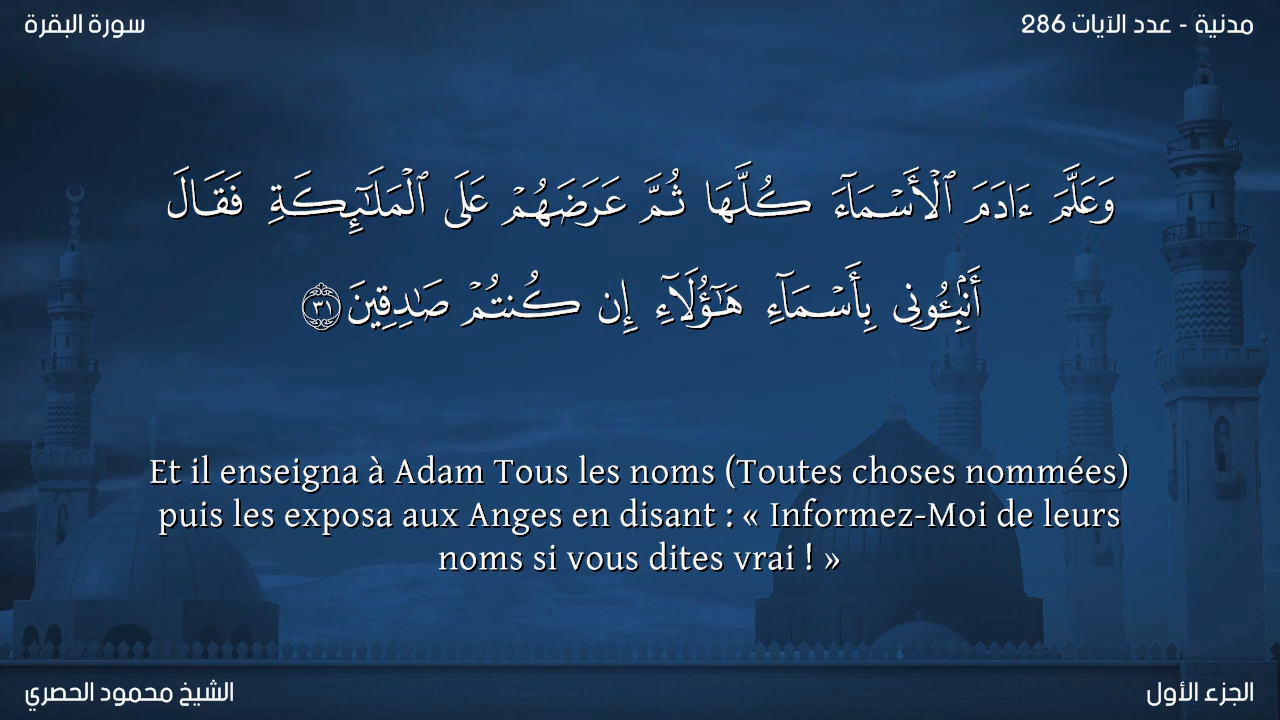 مدنية - عدد الآيات 286
سورة البقرة
وَعَلَّمَ ءَادَمَ ٱلْأَسْمَآءَ كُلَّهَا ثُمَّ عَرَضَهُمْ عَلَى ٱلْمَلَـٰٓئِكَةِ فَقَالَ
أَنۢبِـُٔونِى بِأَسْمَآءِ هَـٰٓؤُلَآءِ إِن كُنتُمْ صَـٰدِقِينَ ٣١
Et il enseigna à Adam Tous les noms (Toutes choses nommées)
puis les exposa aux Anges en disant : « Informez-Moi de leurs
noms si vous dites vrai ! »
الجزء الأول
الشيخ محمود الحصري